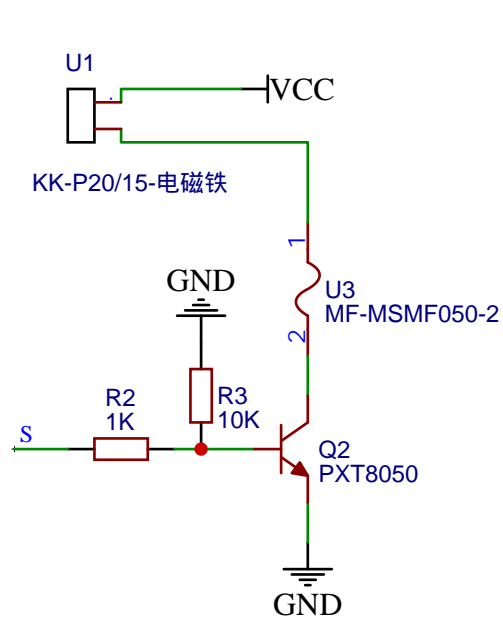 U1
VCC
KK-P20/15-电磁铁
1
GND
U3
MF-MSMF050-2
2
R2
1K
R3
10K
S
Q2
PXT8050
GND